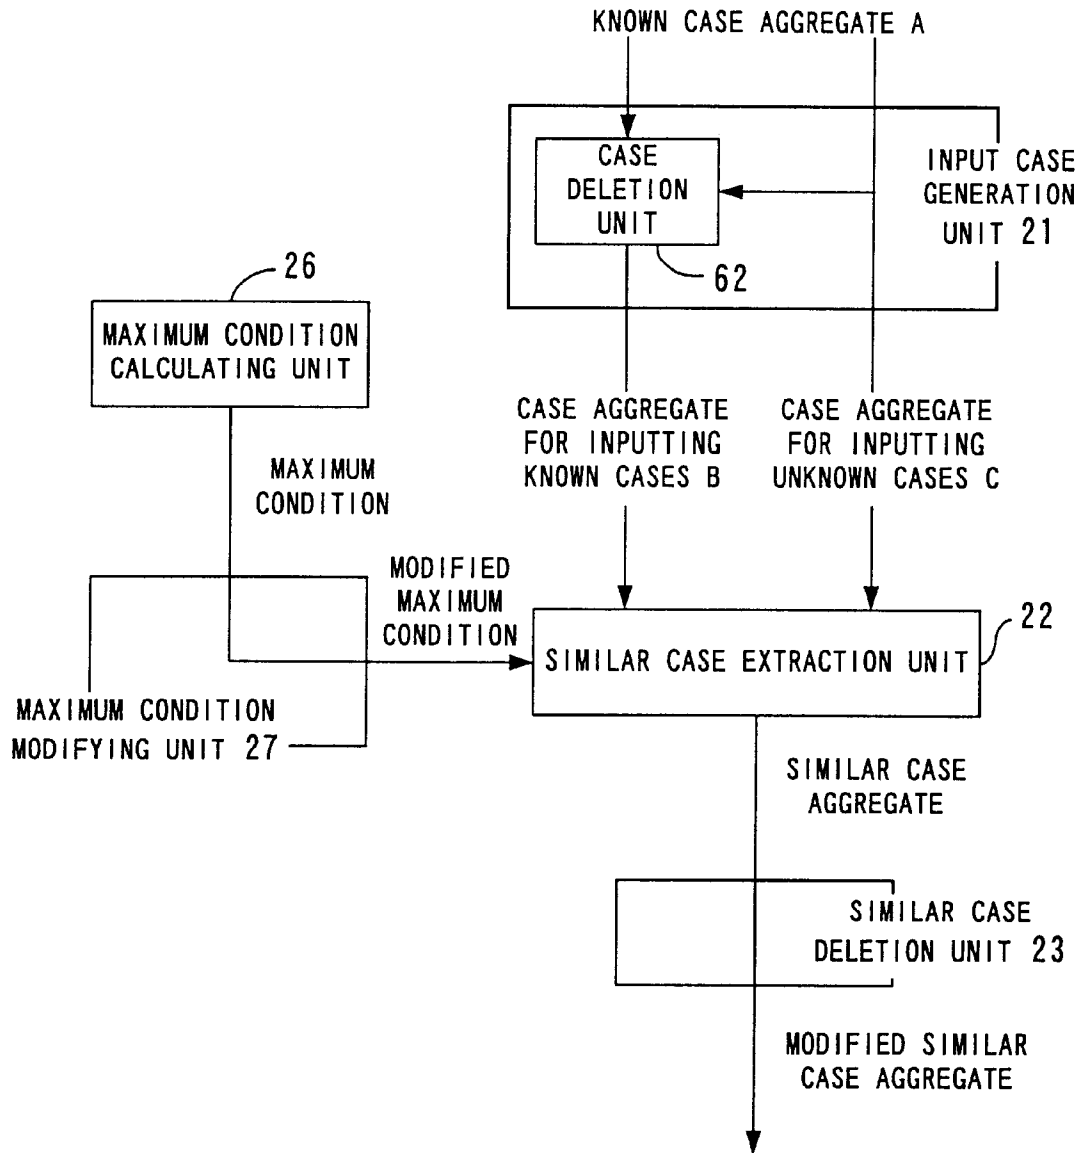 KNOWN CASE AGGREGATE A
CASE
DELETION
UNIT
INPUT CASE
GENERATION
UNIT 21
62
26
MAXIMUM CONDITION
CALCULATING UNIT
CASE AGGREGATE
FOR INPUTTING
KNOWN CASES B
CASE AGGREGATE
FOR INPUTTING
UNKNOWN CASES C
MAXIMUM
CONDITION
MODIFIED
MAXIMUM
CONDITION
22
SIMILAR CASE EXTRACTION UNIT
MAXIMUM CONDITION
MODIFYING UNIT 27
SIMILAR CASE
AGGREGATE
SIMILAR CASE
DELETION UNIT 23
MODIFIED SIMILAR
CASE AGGREGATE